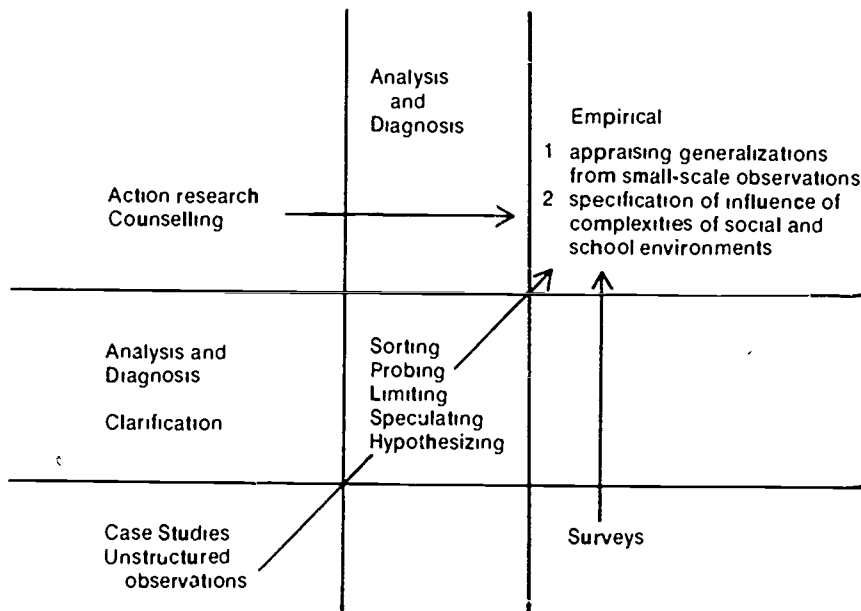 Analysis
and
Diagnosis
Empirical
1 appraising generalizations
from small-scale observations
2 specification of influence of
complexities of social and
school environments
Action research
Counselling
Analysis and
Diagnosis
Clarification
Sorting
Probing
Limiting
Speculating
Hypothesizing
Case Studies
Unstructured
observations
Surveys